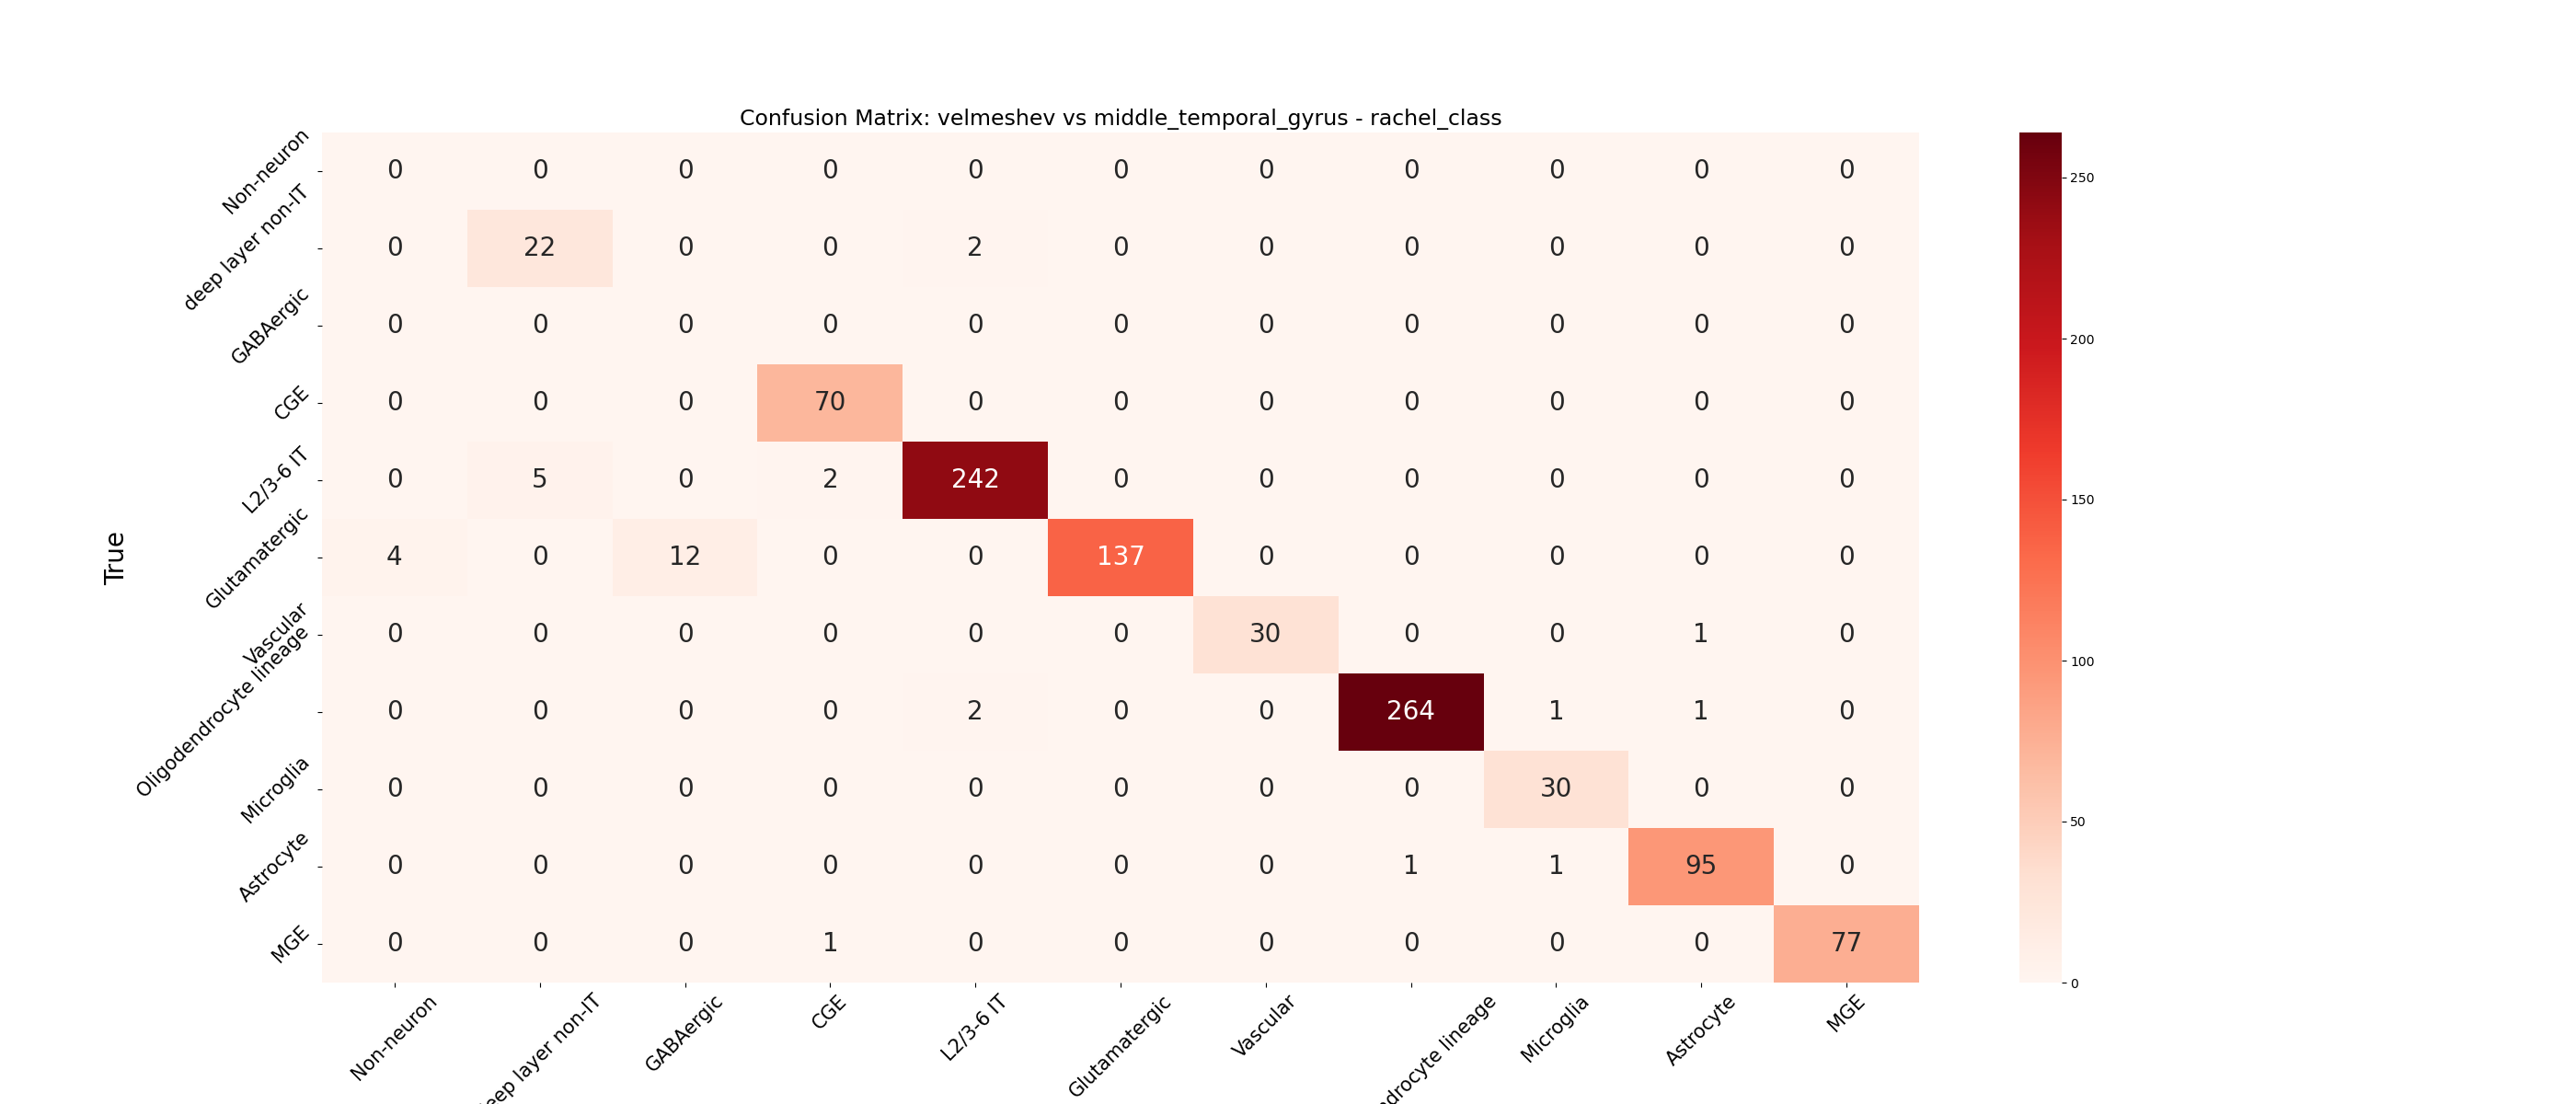 Confusion Matrix: velmeshev vs middle_temporal_gyrus - rachel_class
True
Non-neuron 0 0 0 0 0 0 0 0 0 0 0
deep layer non-IT 0 22 0 0 2 0 0 0 0 0 0
GABAergic 0 0 0 0 0 0 0 0 0 0 0
CGE 0 0 0 70 0 0 0 0 0 0 0
L2/3-6 IT 0 5 0 2 242 0 0 0 0 0 0
Glutamatergic 4 0 12 0 0 137 0 0 0 0 0
Vascular 0 0 0 0 0 0 30 0 0 1 0
Oligodendrocyte lineage 0 0 0 0 2 0 0 264 1 1 0
Microglia 0 0 0 0 0 0 0 0 30 0 0
Astrocyte 0 0 0 0 0 0 0 1 1 95 0
MGE 0 0 0 1 0 0 0 0 0 0 77
Non-neuron
layer non-IT
GABAergic
CGE
L2/3-6 IT
Glutamatergic
Vascular
lineage
Microglia
Astrocyte
MGE
250
200
150
100
50
0